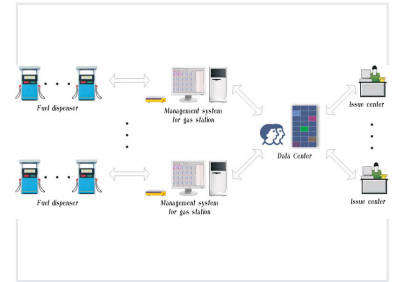 Fuel dispenser
Management system
for gas station
Data Center
Issue center
Fuel dispenser
Management system
for gas station
Issue center